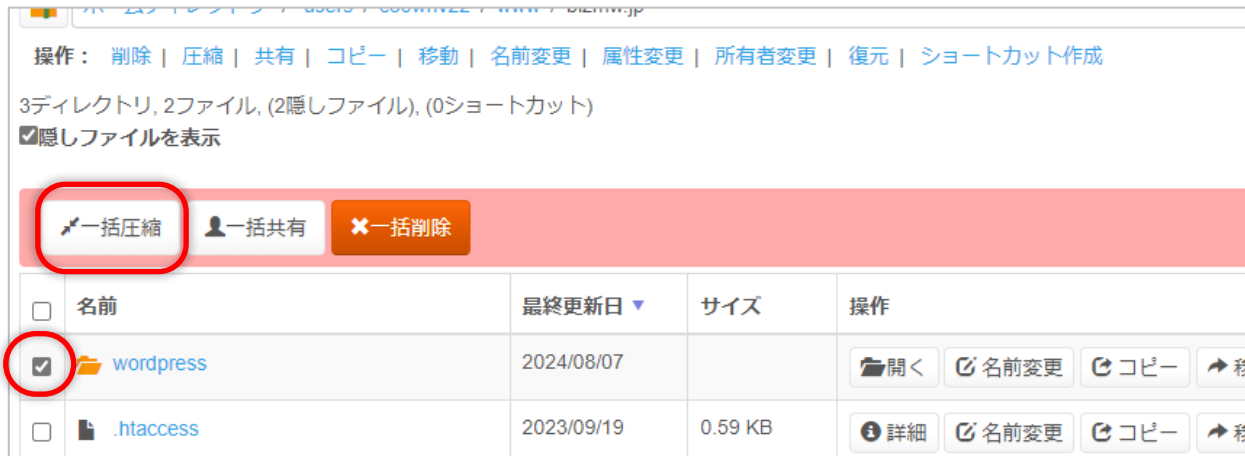 操作： 削除 | 圧縮 | 共有 | コピー | 移動 | 名前変更 | 属性変更 | 所有者変更 | 復元 | ショートカット作成
3ディレクトリ, 2ファイル, (2隠しファイル), (0ショートカット)
隠しファイルを表示
一括圧縮 一括共有 一括削除
名前 最終更新日 ▼ サイズ 操作
wordpress 2024/08/07 開く 名前変更 コピー
.htaccess 2023/09/19 0.59 KB 詳細 名前変更 コピー